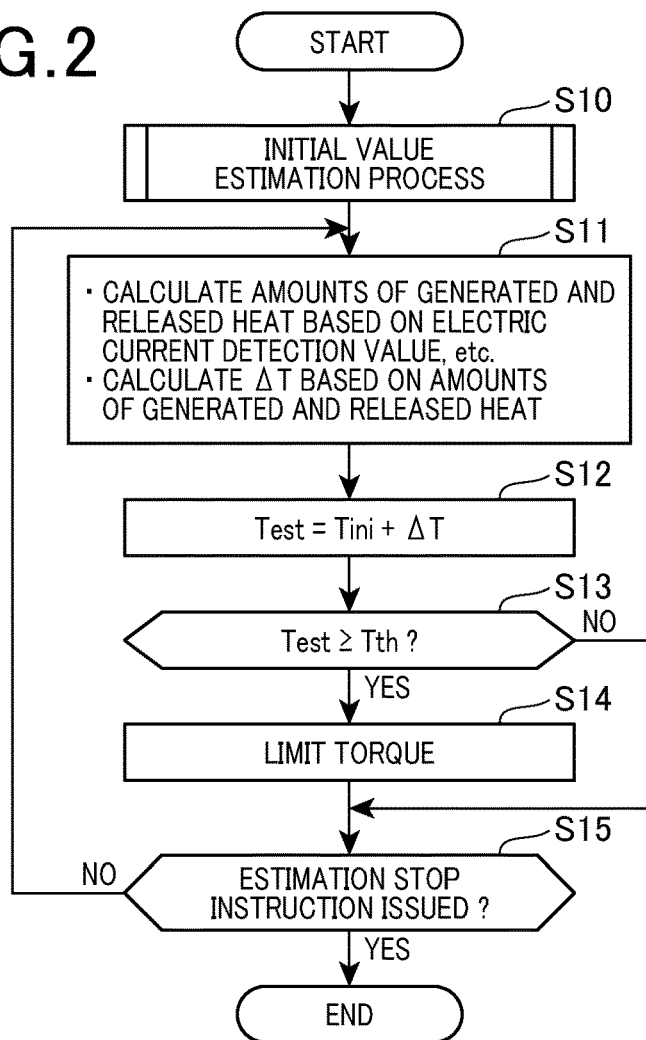 G.2
START
S10
INITIAL VALUE
ESTIMATION PROCESS
S11
· CALCULATE AMOUNTS OF GENERATED AND
RELEASED HEAT BASED ON ELECTRIC
CURRENT DETECTION VALUE, etc.
· CALCULATE ΔT BASED ON AMOUNTS
OF GENERATED AND RELEASED HEAT
S12
Test = Tini + ΔT
S13
Test ≥ Tth ?
NO
YES
S14
LIMIT TORQUE
S15
NO
ESTIMATION STOP
INSTRUCTION ISSUED ?
YES
END